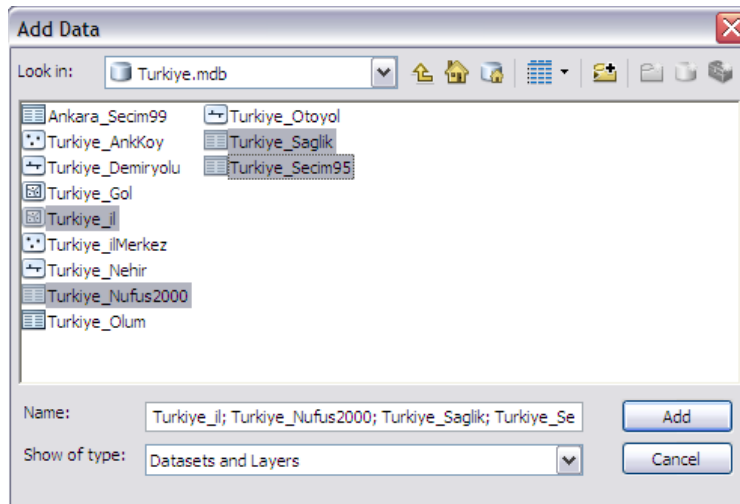 Add Data
Look in: Turkiye.mdb
Ankara_Secim99
Turkiye_AnkKoy
Turkiye_Demiryolu
Turkiye_Gol
Turkiye_il
Turkiye_ilMerkez
Turkiye_Nehir
Turkiye_Nufus2000
Turkiye_Olum
Turkiye_Otoyol
Turkiye_Saglik
Turkiye_Secim95
Name: Turkiye_il; Turkiye_Nufus2000; Turkiye_Saglik; Turkiye_Se Add
Show of type: Datasets and Layers Cancel